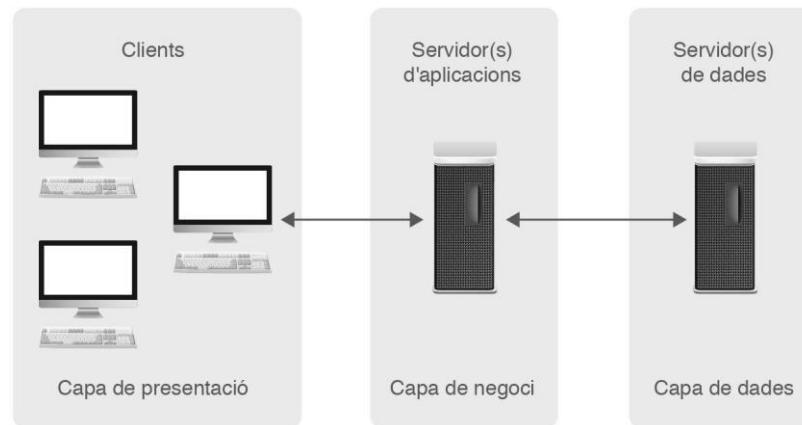 Clients
Servidor(s)
d'aplicacions
Servidor(s)
de dades
Capa de presentació
Capa de negoci
Capa de dades